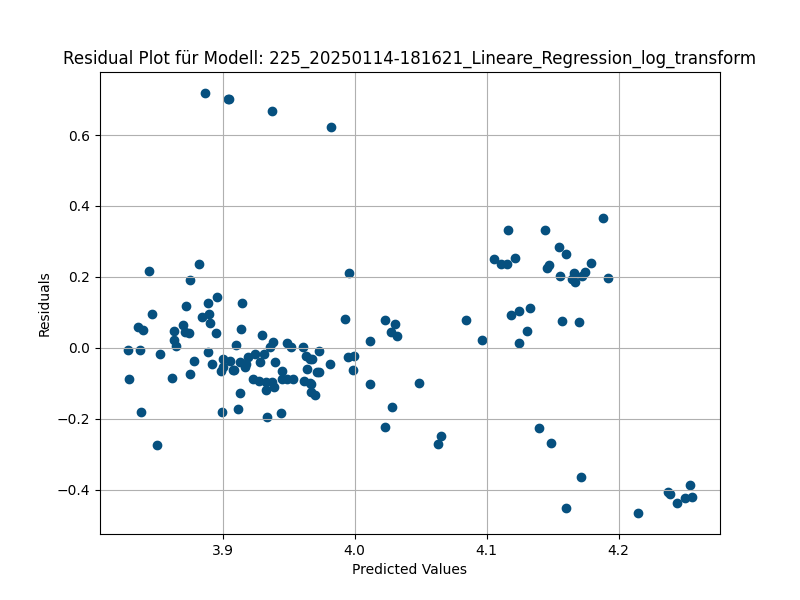 Residual Plot für Modell: 225_20250114-181621_Lineare_Regression_log_transform
0.6
0.4
0.2
0.0
−0.2
−0.4
Residuals
3.9 4.0 4.1 4.2
Predicted Values